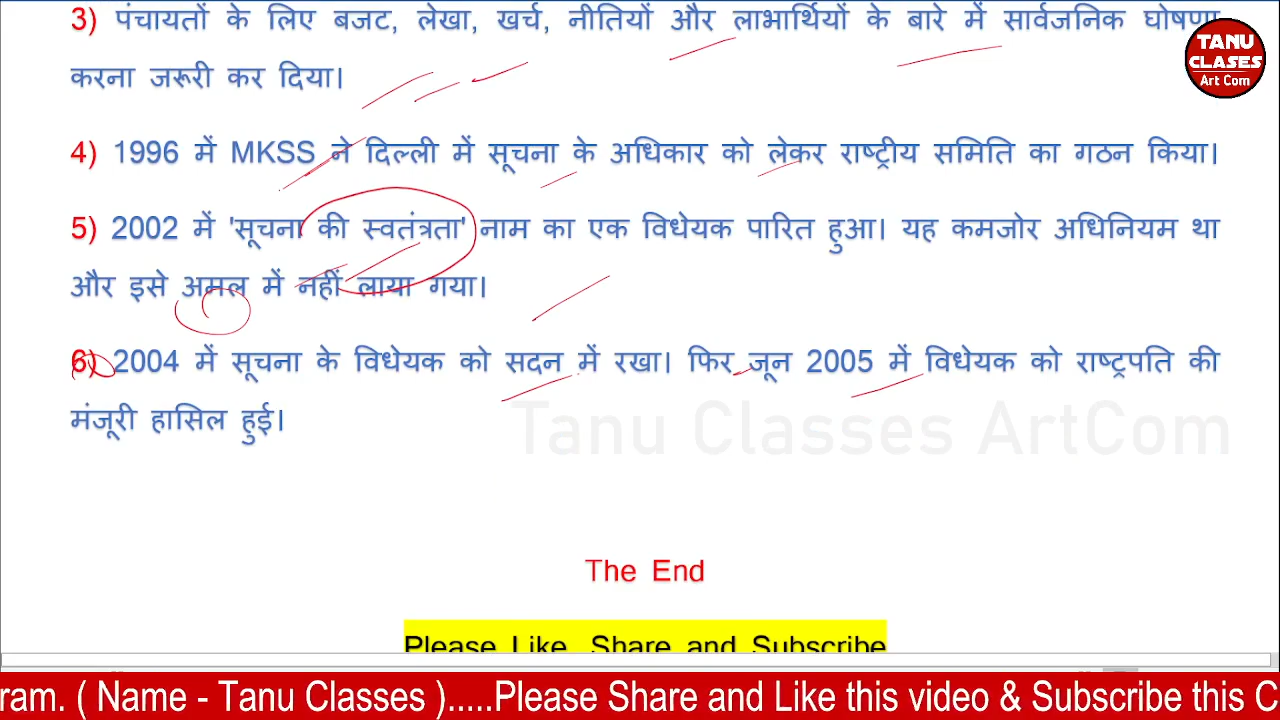 3) पंचायतों के लिए बजट, लेखा, खर्च, नीतियों और लाभार्थियों के बारे में सार्वजनिक घोषणा
करना जरूरी कर दिया।
TANU
CLASES
Art Com
4) 1996 में MKSS ने दिल्ली में सूचना के अधिकार को लेकर राष्ट्रीय समिति का गठन किया।
5) 2002 में 'सूचना की स्वतंत्रता' नाम का एक विधेयक पारित हुआ। यह कमजोर अधिनियम था
और इसे अमल में नहीं लाया गया।
6) 2004 में सूचना के विधेयक को सदन में रखा। फिर जून 2005 में विधेयक को राष्ट्रपति की
मंजूरी हासिल हुई।
Tanu Classes ArtCom
The End
Please Like, Share and Subscribe
ram. ( Name - Tanu Classes ).....Please Share and Like this video & Subscribe this C